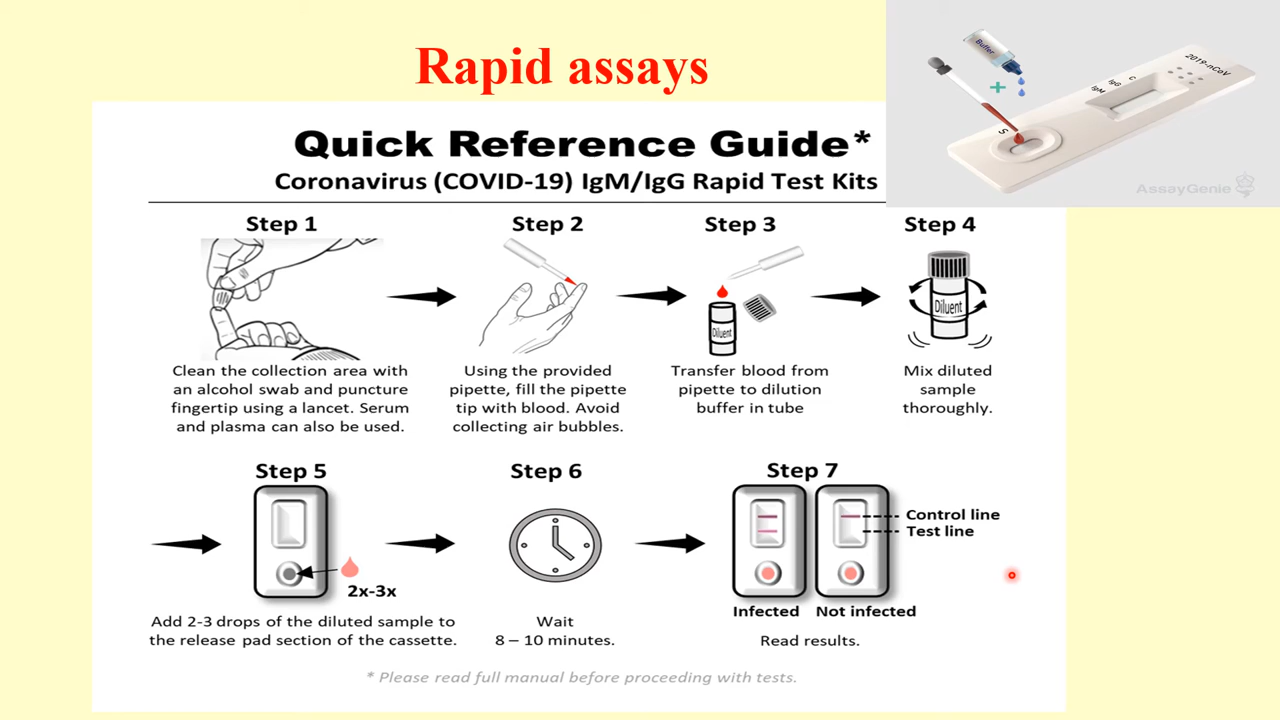 Rapid assays
Buffer
2019-nCoV
C
IgG
IgM
S
AssayGenie
Quick Reference Guide*
Coronavirus (COVID-19) IgM/IgG Rapid Test Kits
Step 1
Step 2
Step 3
Step 4
Diluent
Diluent
Clean the collection area with
an alcohol swab and puncture
fingertip using a lancet. Serum
and plasma can also be used.
Using the provided
pipette, fill the pipette
tip with blood. Avoid
collecting air bubbles.
Transfer blood from
pipette to dilution
buffer in tube
Mix diluted
sample
thoroughly.
Step 5
Step 6
Step 7
2x-3x
Control line
Test line
Infected
Not infected
Add 2-3 drops of the diluted sample to
the release pad section of the cassette.
Wait
8 – 10 minutes.
Read results.
* Please read full manual before proceeding with tests.